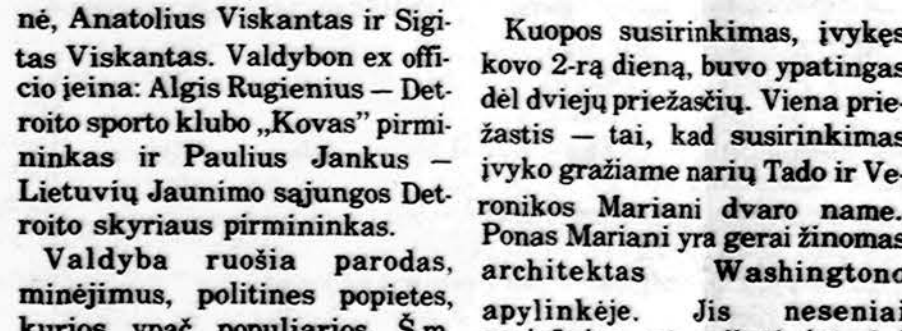 nė, Anatolius Viskantas ir Sigi-
tas Viskantas. Valdybon ex offi-
cio įeina: Algis Rugienius — Det-
roito sporto klubo „Kovas” pirmi-
ninkas ir Paulius Jankus —
Lietuvių Jaunimo sąjungos Det-
roito skyriaus pirmininkas.
Valdyba ruošia parodas,
minėjimus, politines popietes,
kurios ypač populiarios. Š.m.
Kuopos susirinkimas, įvykęs
kovo 2-rą dieną, buvo ypatingas
dėl dviejų priežasčių. Viena prie-
žastis — tai, kad susirinkimas
įvyko gražiame narių Tado ir Ve-
ronikos Mariani dvaro name.
Ponas Mariani yra gerai žinomas
architektas Washingtono
apylinkėje. Jis neseniai